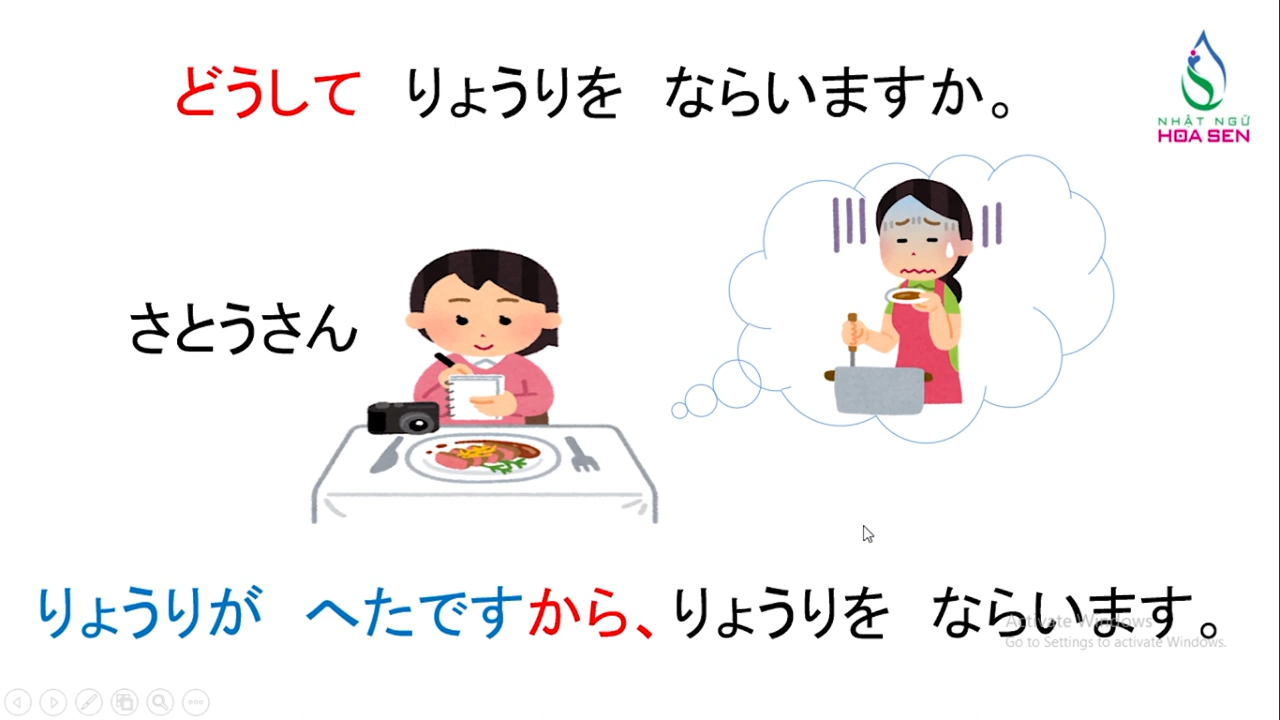 どうして　りょうりを　ならいますか。
NHẬT NGỮ
HOA SEN
さとうさん
りょうりが　へたですから、りょうりを　ならいます。
Activate Windows
Go to Settings to activate Windows.